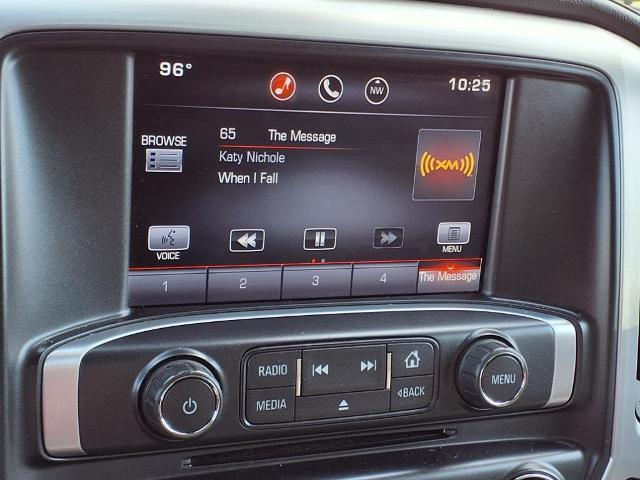 96°
NW
10:25
BROWSE
65 The Message
Katy Nichole
When I Fall
((XM))
VOICE
MENU
1 2 3 4 The Message
RADIO
MEDIA
BACK
MENU